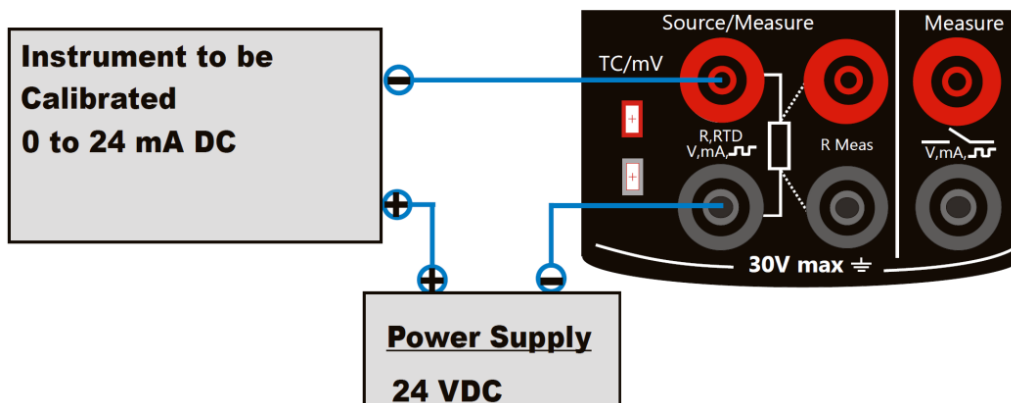 Instrument to be
Calibrated
0 to 24 mA DC
Source/Measure
Measure
TC/mV
R,RTD
V,mA,
R Meas
V,mA,
30V max
Power Supply
24 VDC